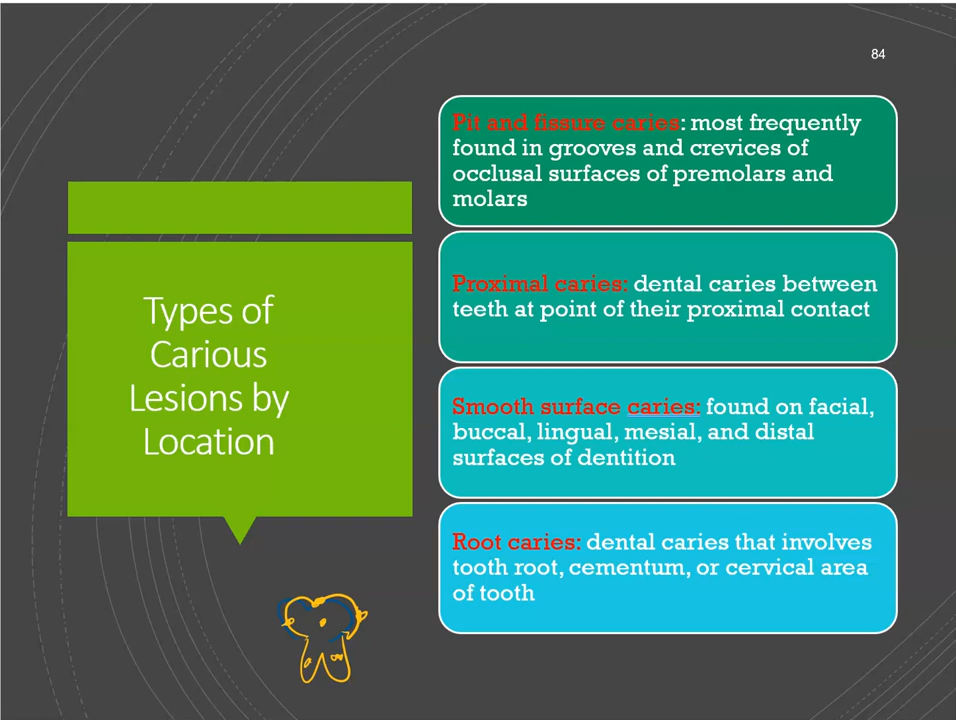 84
Types of
Carious
Lesions by
Location
Pit and fissure caries: most frequently
found in grooves and crevices of
occlusal surfaces of premolars and
molars
Proximal caries: dental caries between
teeth at point of their proximal contact
Smooth surface caries: found on facial,
buccal, lingual, mesial, and distal
surfaces of dentition
Root caries: dental caries that involves
tooth root, cementum, or cervical area
of tooth